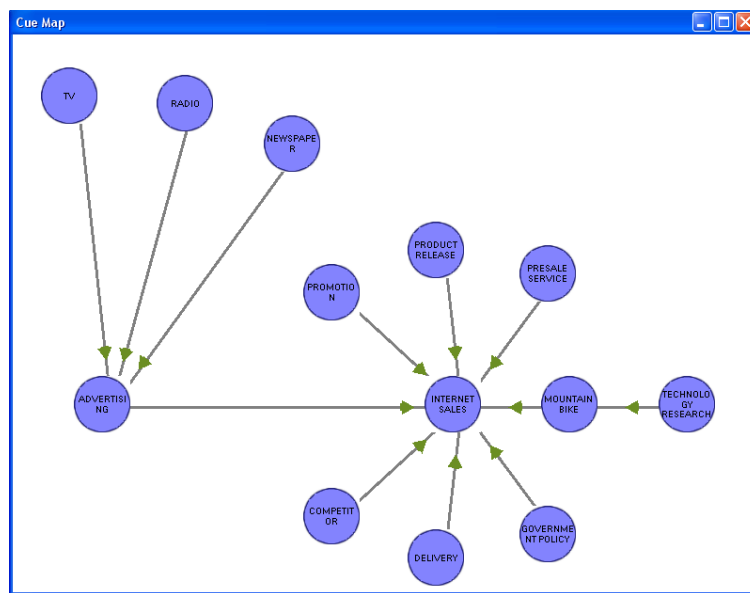 Cue Map
TV
RADIO
NEWSPAPE
R
PRODUCT
RELEASE
PRESALE
SERVICE
PROMOTIO
N
ADVERTISI
NG
INTERNET
SALES
MOUNTAIN
BIKE
TECHNOLO
GY
RESEARCH
COMPETIT
OR
DELIVERY
GOVERNME
NT POLICY